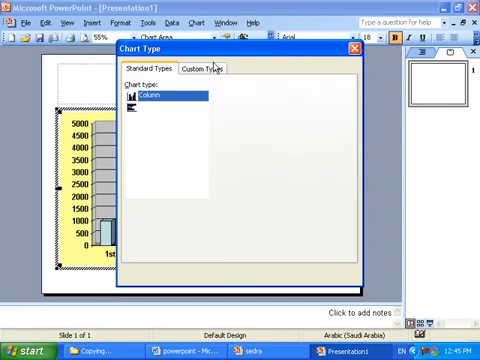 Microsoft PowerPoint - [Presentation1]
File Edit View Insert Format Tools Data Chart Window Help
Type a question for help
55%
Arial 18 B I
Chart Type
Standard Types Custom Types
Chart type:
Column
1
5000
4500
4000
3500
3000
2500
2000
1500
1000
500
0
Click to add notes
Slide 1 of 1 Default Design Arabic (Saudi Arabia)
start Copying... powerpoint - Mic... sedra Presentation1 EN 12:45 PM